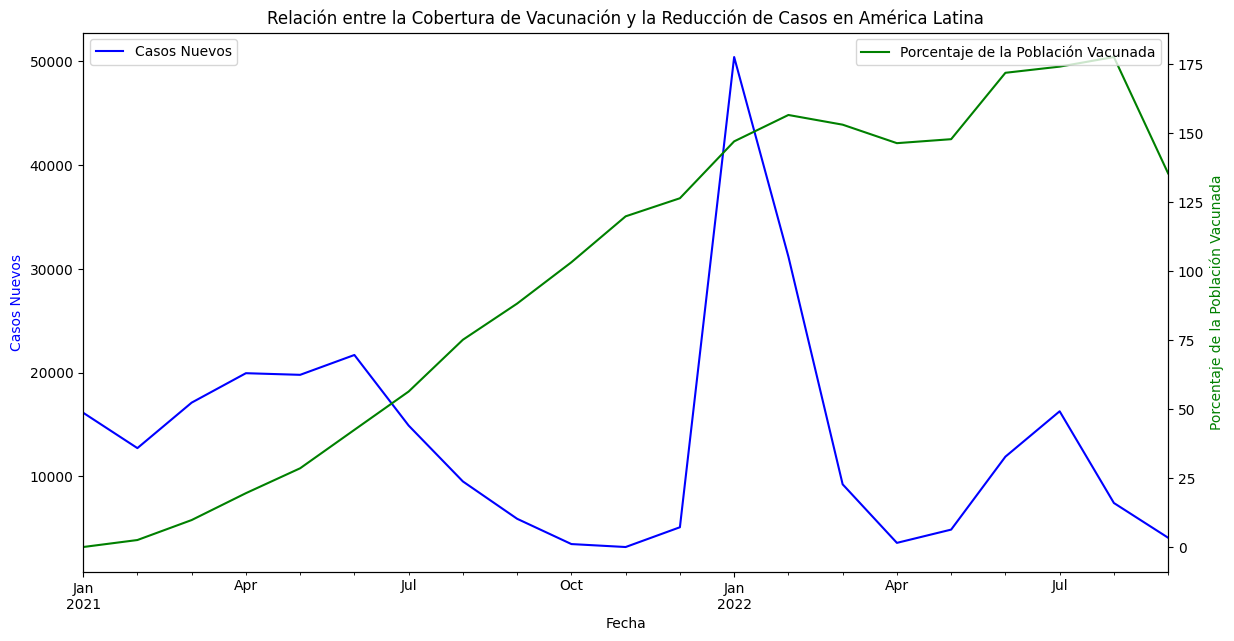 Relación entre la Cobertura de Vacunación y la Reducción de Casos en América Latina
Casos Nuevos
Porcentaje de la Población Vacunada
Casos Nuevos
50000
40000
30000
20000
10000
175
150
125
100
75
50
25
0
Porcentaje de la Población Vacunada
Jan
2021
Apr
Jul
Oct
Jan
2022
Apr
Jul
Fecha